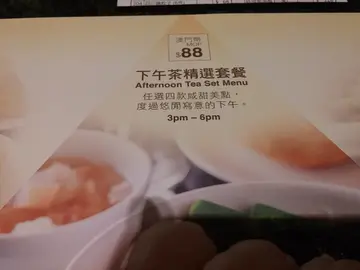 澳門幣
MOP
$88
下午茶精選套餐
Afternoon Tea Set Menu
任選四款咸甜美點，
度過悠閒寫意的下午。
3pm – 6pm